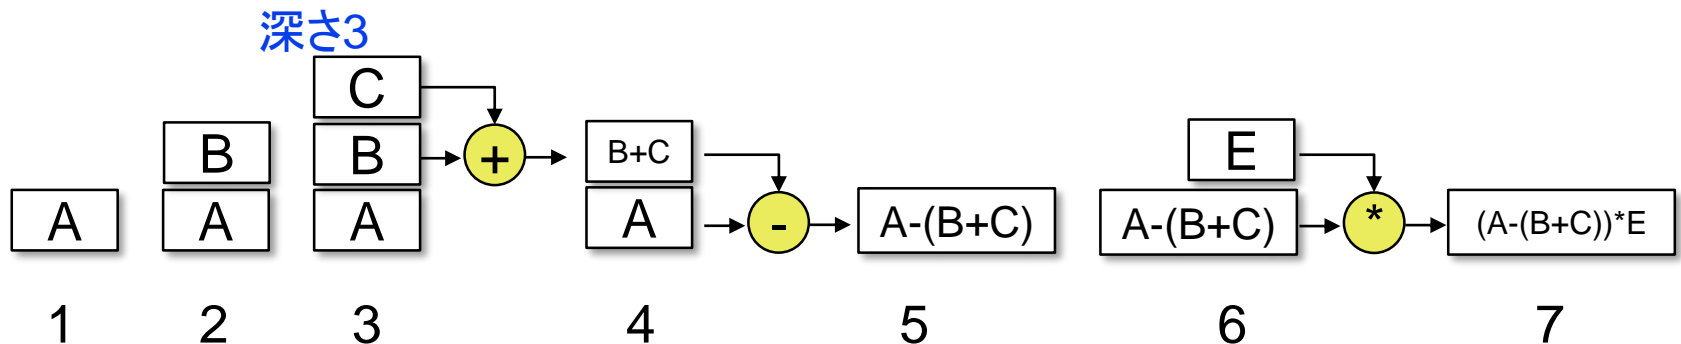 深さ3
C
B
B
+
B+C
E
A
A
A
A
-
A-(B+C)
A-(B+C)
*
(A-(B+C))*E
1
2
3
4
5
6
7